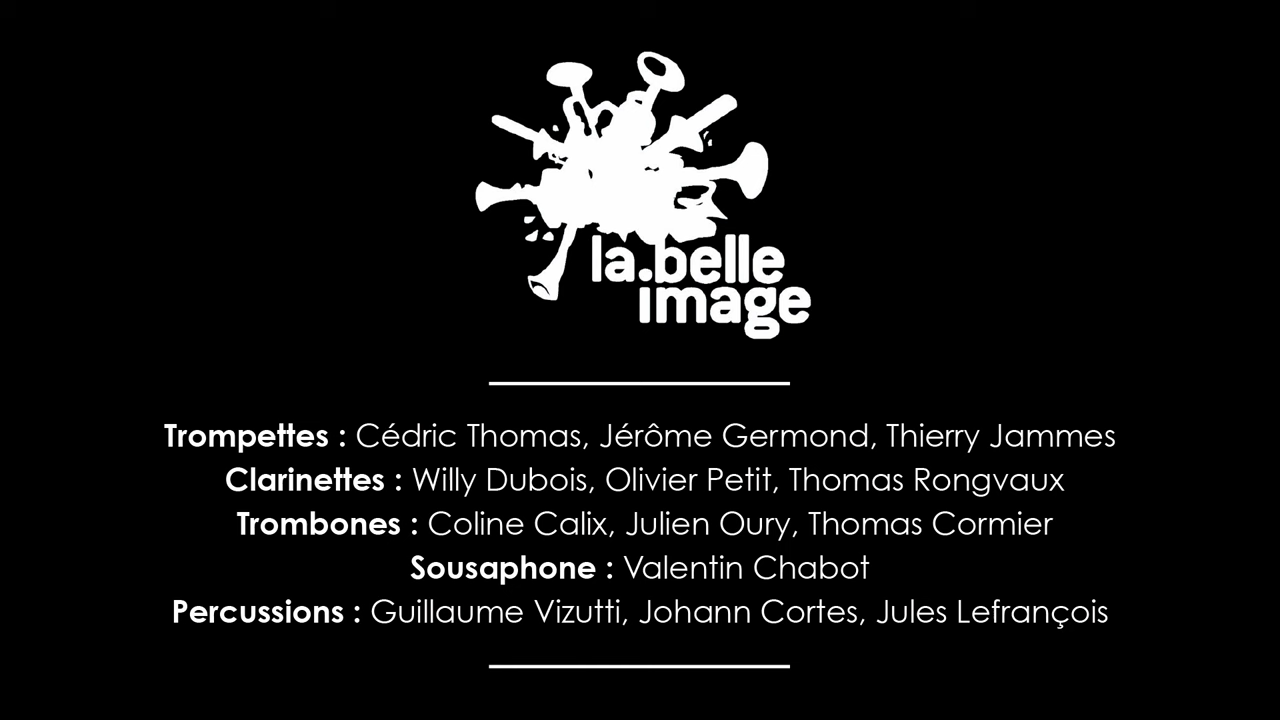 la.belle
image
Trompettes : Cédric Thomas, Jérôme Germond, Thierry Jammes
Clarinettes : Willy Dubois, Olivier Petit, Thomas Rongvaux
Trombones : Coline Calix, Julien Oury, Thomas Cormier
Sousaphone : Valentin Chabot
Percussions : Guillaume Vizutti, Johann Cortes, Jules Lefrançois